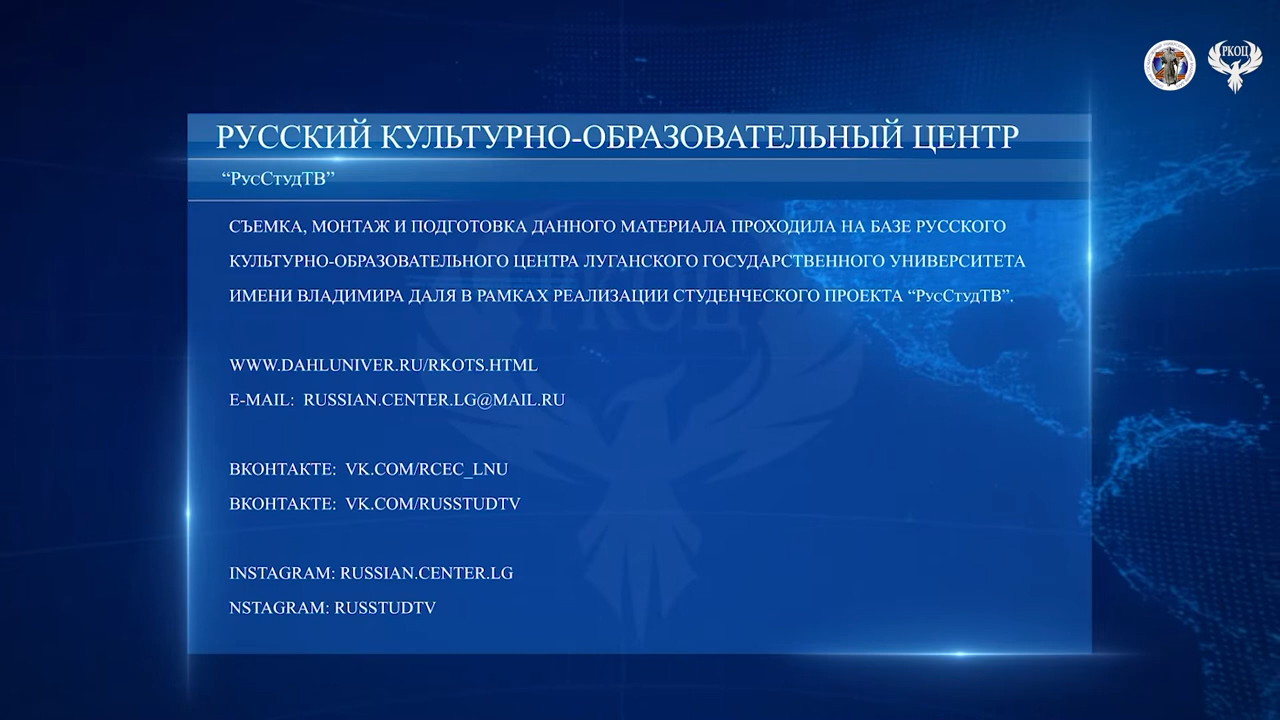 РКОЦ
РУССКИЙ КУЛЬТУРНО-ОБРАЗОВАТЕЛЬНЫЙ ЦЕНТР
“РусСтудТВ”
СЪЕМКА, МОНТАЖ И ПОДГОТОВКА ДАННОГО МАТЕРИАЛА ПРОХОДИЛА НА БАЗЕ РУССКОГО
КУЛЬТУРНО-ОБРАЗОВАТЕЛЬНОГО ЦЕНТРА ЛУГАНСКОГО ГОСУДАРСТВЕННОГО УНИВЕРСИТЕТА
ИМЕНИ ВЛАДИМИРА ДАЛЯ В РАМКАХ РЕАЛИЗАЦИИ СТУДЕНЧЕСКОГО ПРОЕКТА “РусСтудТВ”.
РКОЦ
WWW.DAHLUNIVER.RU/RKOTS.HTML
E-MAIL: RUSSIAN.CENTER.LG@MAIL.RU
ВКОНТАКТЕ: VK.COM/RCEC_LNU
ВКОНТАКТЕ: VK.COM/RUSSTUDTV
INSTAGRAM: RUSSIAN.CENTER.LG
NSTAGRAM: RUSSTUDTV